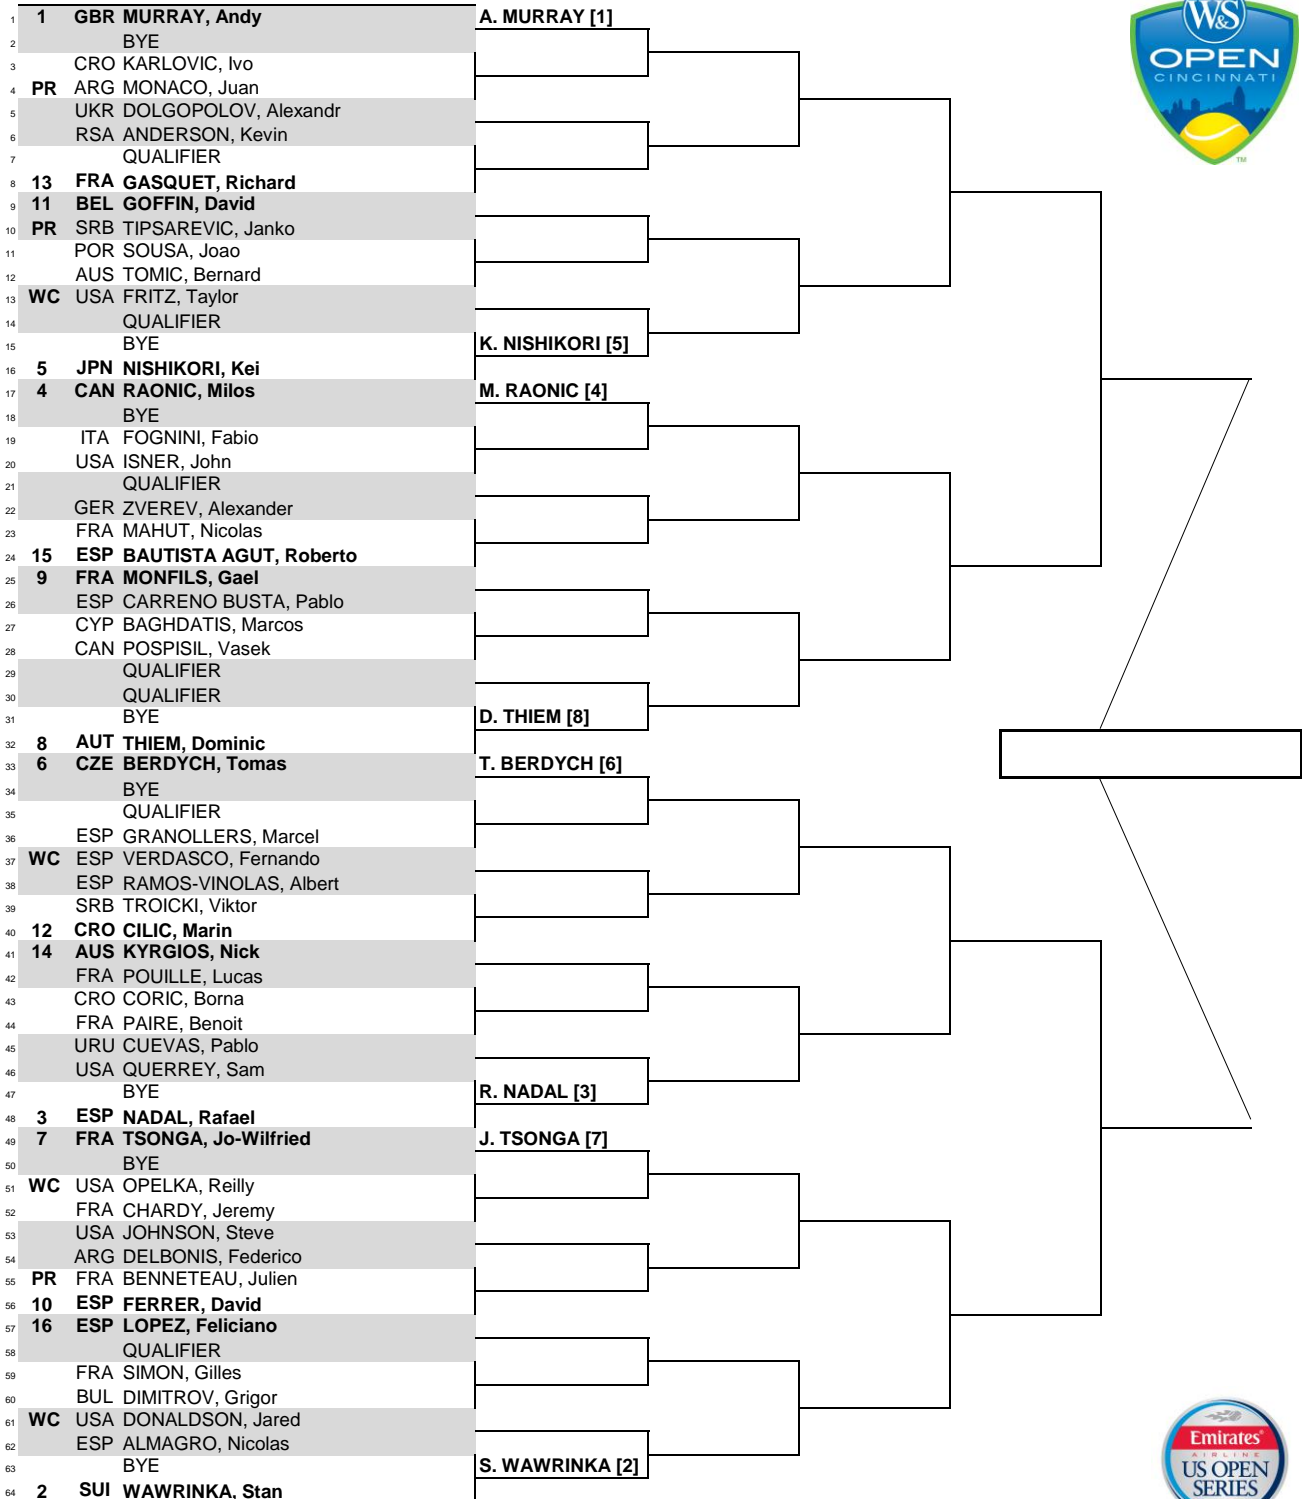 1 1 GBR MURRAY, Andy A. MURRAY [1]
2 BYE
3 CRO KARLOVIC, Ivo
4 PR ARG MONACO, Juan
5 UKR DOLGOPOLOV, Alexandr
6 RSA ANDERSON, Kevin
7 QUALIFIER
8 13 FRA GASQUET, Richard
9 11 BEL GOFFIN, David
10 PR SRB TIPSAREVIC, Janko
11 POR SOUSA, Joao
12 AUS TOMIC, Bernard
13 WC USA FRITZ, Taylor
14 QUALIFIER
15 BYE K. NISHIKORI [5]
16 5 JPN NISHIKORI, Kei
17 4 CAN RAONIC, Milos M. RAONIC [4]
18 BYE
19 ITA FOGNINI, Fabio
20 USA ISNER, John
21 QUALIFIER
22 GER ZVEREV, Alexander
23 FRA MAHUT, Nicolas
24 15 ESP BAUTISTA AGUT, Roberto
25 9 FRA MONFILS, Gael
26 ESP CARRENO BUSTA, Pablo
27 CYP BAGHDATIS, Marcos
28 CAN POSPISIL, Vasek
29 QUALIFIER
30 QUALIFIER
31 BYE D. THIEM [8]
32 8 AUT THIEM, Dominic
33 6 CZE BERDYCH, Tomas T. BERDYCH [6]
34 BYE
35 QUALIFIER
36 ESP GRANOLLERS, Marcel
37 WC ESP VERDASCO, Fernando
38 ESP RAMOS-VINOLAS, Albert
39 SRB TROICKI, Viktor
40 12 CRO CILIC, Marin
41 14 AUS KYRGIOS, Nick
42 FRA POUILLE, Lucas
43 CRO CORIC, Borna
44 FRA PAIRE, Benoit
45 URU CUEVAS, Pablo
46 USA QUERREY, Sam
47 BYE R. NADAL [3]
48 3 ESP NADAL, Rafael
49 7 FRA TSONGA, Jo-Wilfried J. TSONGA [7]
50 BYE
51 WC USA OPELKA, Reilly
52 FRA CHARDY, Jeremy
53 USA JOHNSON, Steve
54 ARG DELBONIS, Federico
55 PR FRA BENNETEAU, Julien
56 10 ESP FERRER, David
57 16 ESP LOPEZ, Feliciano
58 QUALIFIER
59 FRA SIMON, Gilles
60 BUL DIMITROV, Grigor
61 WC USA DONALDSON, Jared
62 ESP ALMAGRO, Nicolas
63 BYE S. WAWRINKA [2]
64 2 SUI WAWRINKA, Stan
W&S
OPEN
CINCINNATI
TM
Emirates
AIRLINE
US OPEN
SERIES